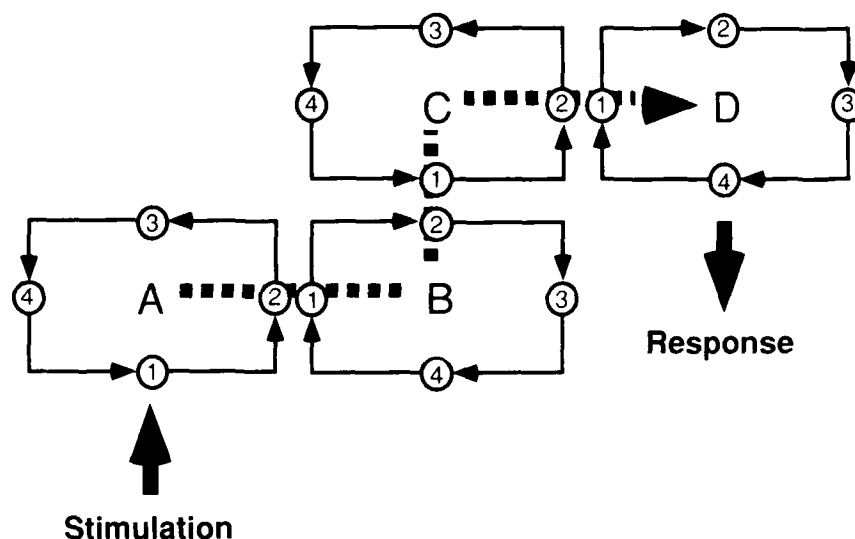 3 2
4 C 2 1 D 3
1 4
3 2
4 A 2 1 B 3
Response
1 4
Stimulation